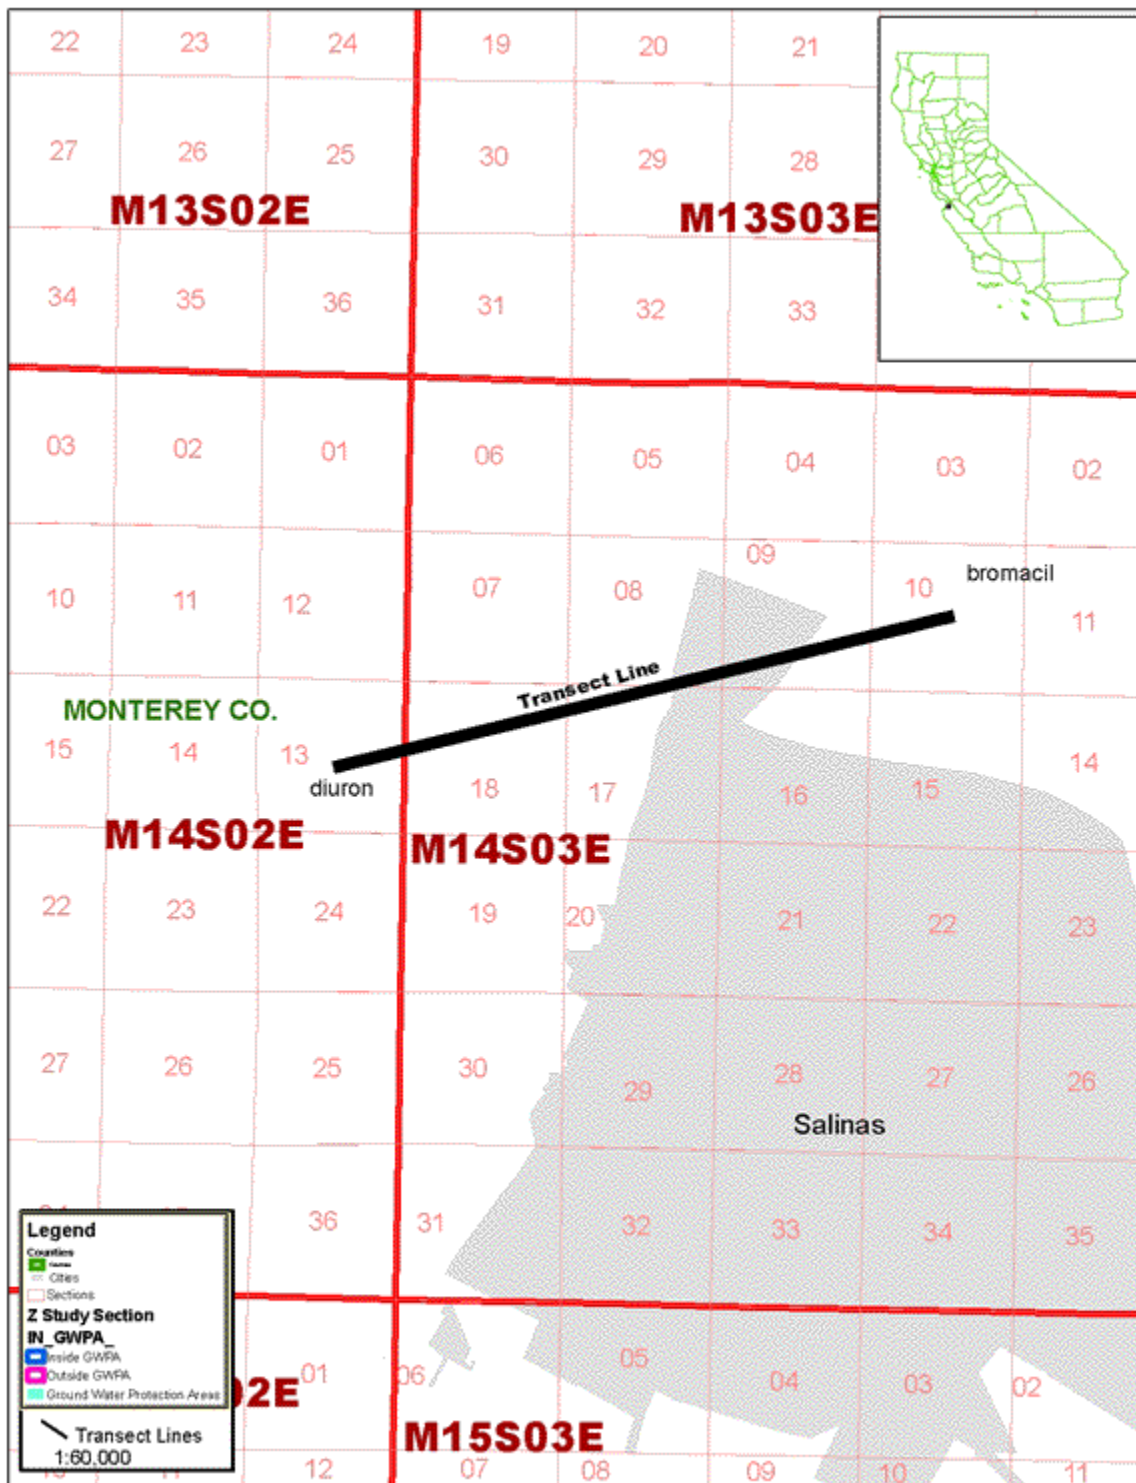 22 23 24 19 20 21
27 26 25 30 29 28
M13S02E M13S03E
34 35 36 31 32 33
03 02 01 06 05 04 03 02
09
bromacil
10 11 12 07 08 10 11
Transect Line
MONTEREY CO.
15 14 13 18 17 16 15 14
diuron
M14S02E M14S03E
22 23 24 19 20 21 22 23
27 26 25 30 29 28 27 26
Salinas
36 31 32 33 34 35
Legend
Counties
Cities
Sections
Z Study Section
IN_GWPA_
Inside GWPA
Outside GWPA
Ground Water Protection Areas
Transect Lines
1:60,000
01 06 05 04 03 02
02E
M15S03E
12 07 08 09 10 11